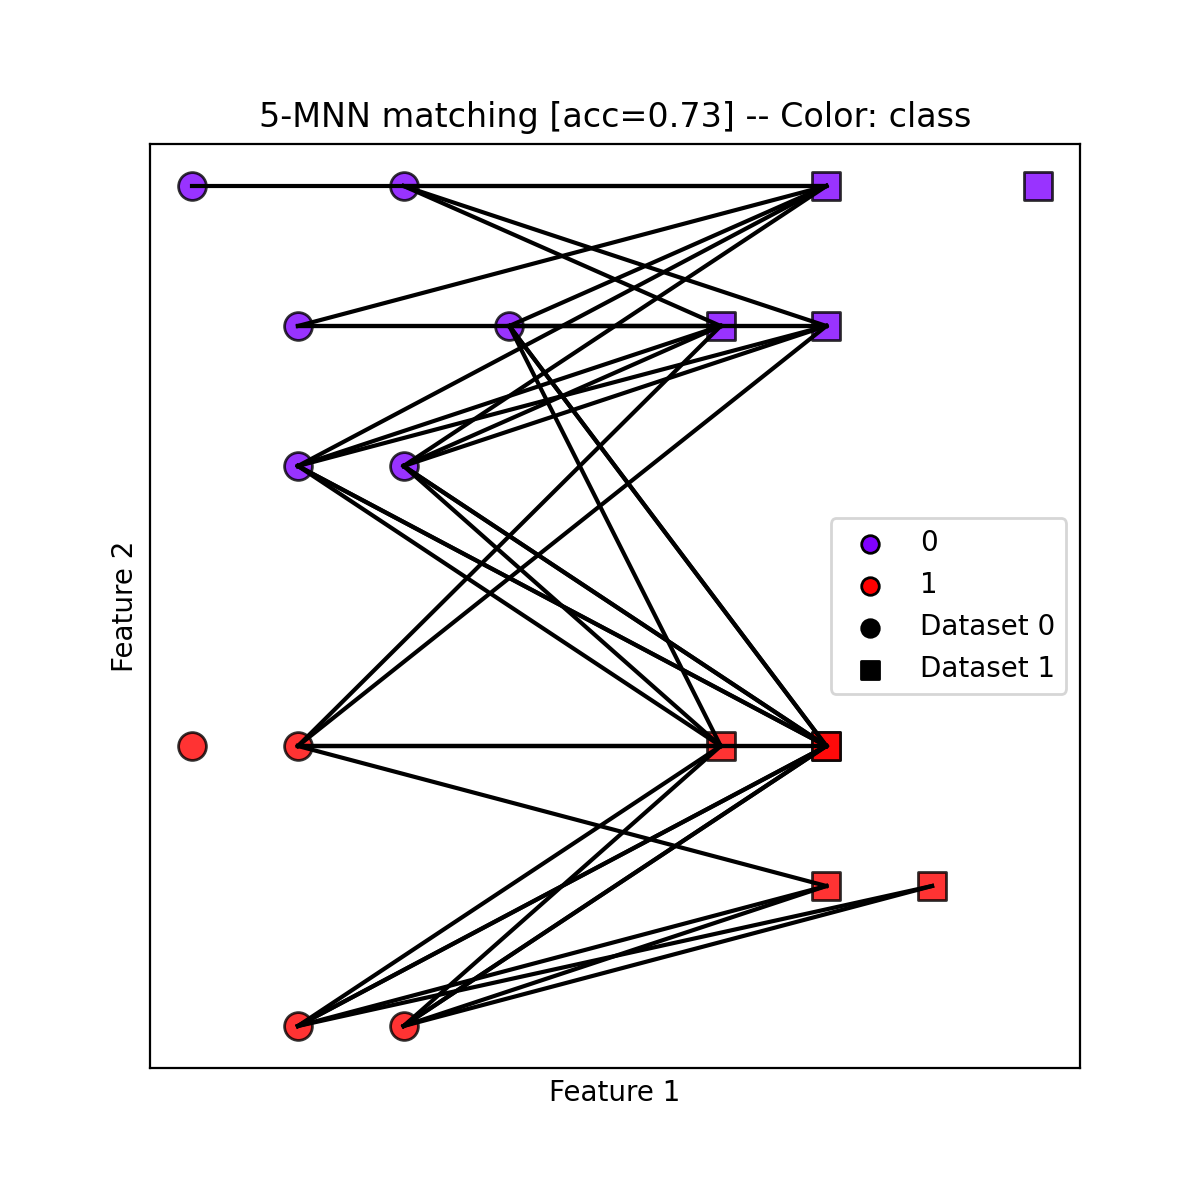 5-MNN matching [acc=0.73] -- Color: class
Feature 2
0
1
Dataset 0
Dataset 1
Feature 1